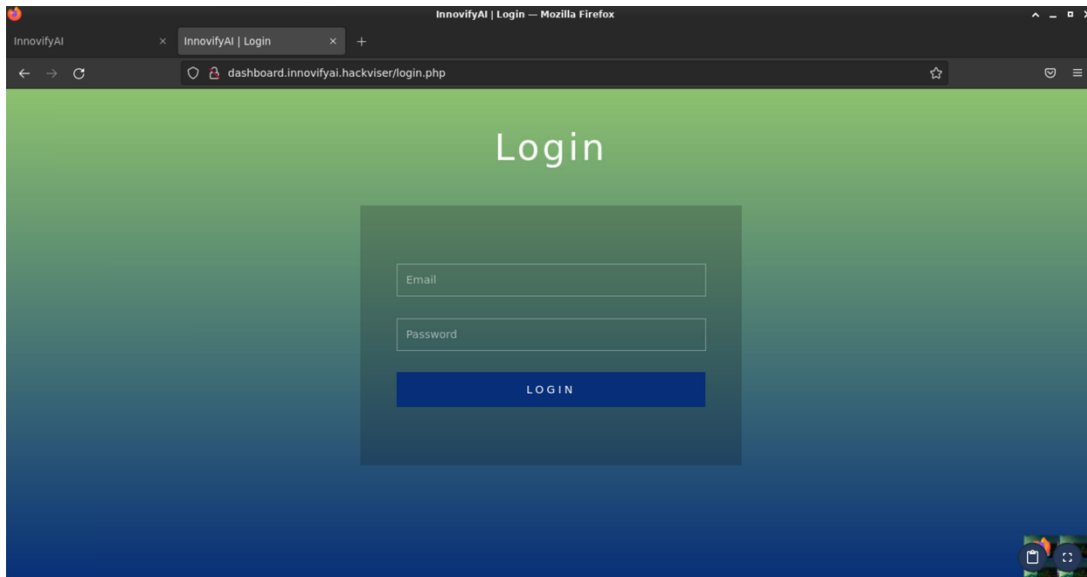 InnovifyAI | Login — Mozilla Firefox
InnovifyAI
InnovifyAI | Login
dashboard.innovifyai.hackviser/login.php
Login
Email
Password
LOGIN